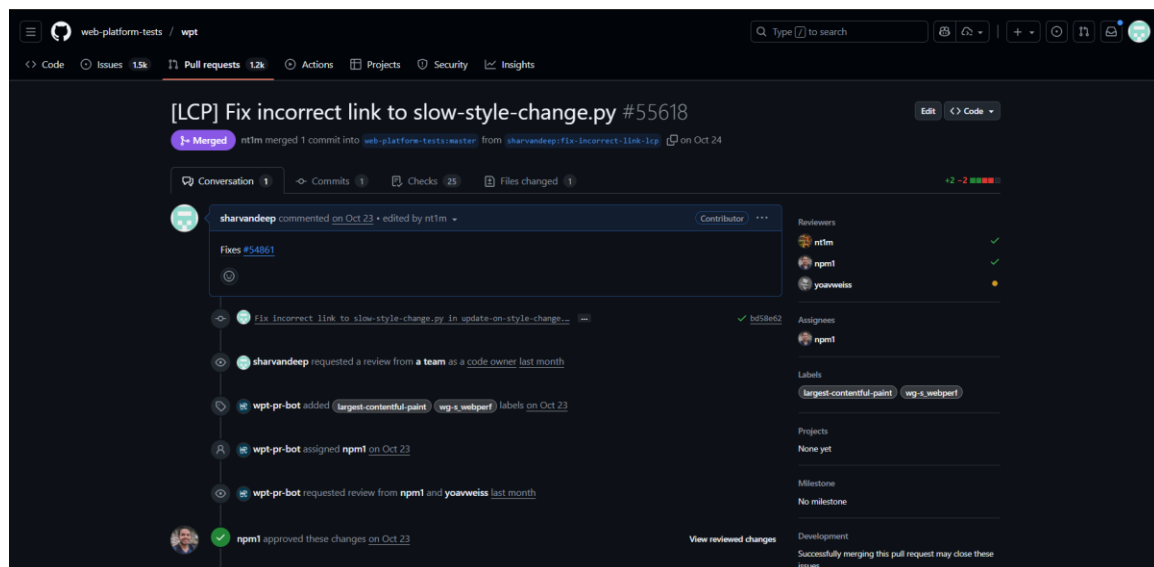 web-platform-tests / wpt
Type / to search
Code
Issues 1.5k
Pull requests 1.2k
Actions
Projects
Security
Insights
[LCP] Fix incorrect link to slow-style-change.py #55618
Edit
Code
Merged
nt1m merged 1 commit into web-platform-tests:master from sharvandeep:fix-incorrect-link-lcp on Oct 24
Conversation 1
Commits 1
Checks 25
Files changed 1
+2 −2
sharvandeep commented on Oct 23 • edited by nt1m
Contributor
Fixes #54861
Fix incorrect link to slow-style-change.py in update-on-style-change…
bd58e62
sharvandeep requested a review from a team as a code owner last month
wpt-pr-bot added largest-contentful-paint wg-s_webperf labels on Oct 23
wpt-pr-bot assigned npm1 on Oct 23
wpt-pr-bot requested review from npm1 and yoavweiss last month
npm1 approved these changes on Oct 23
View reviewed changes
Reviewers
nt1m
npm1
yoavweiss
Assignees
npm1
Labels
largest-contentful-paint wg-s_webperf
Projects
None yet
Milestone
No milestone
Development
Successfully merging this pull request may close these
issues.